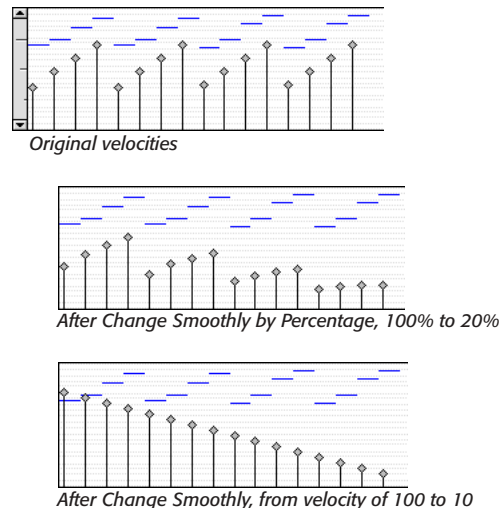 Original velocities
After Change Smoothly by Percentage, 100% to 20%
After Change Smoothly, from velocity of 100 to 10